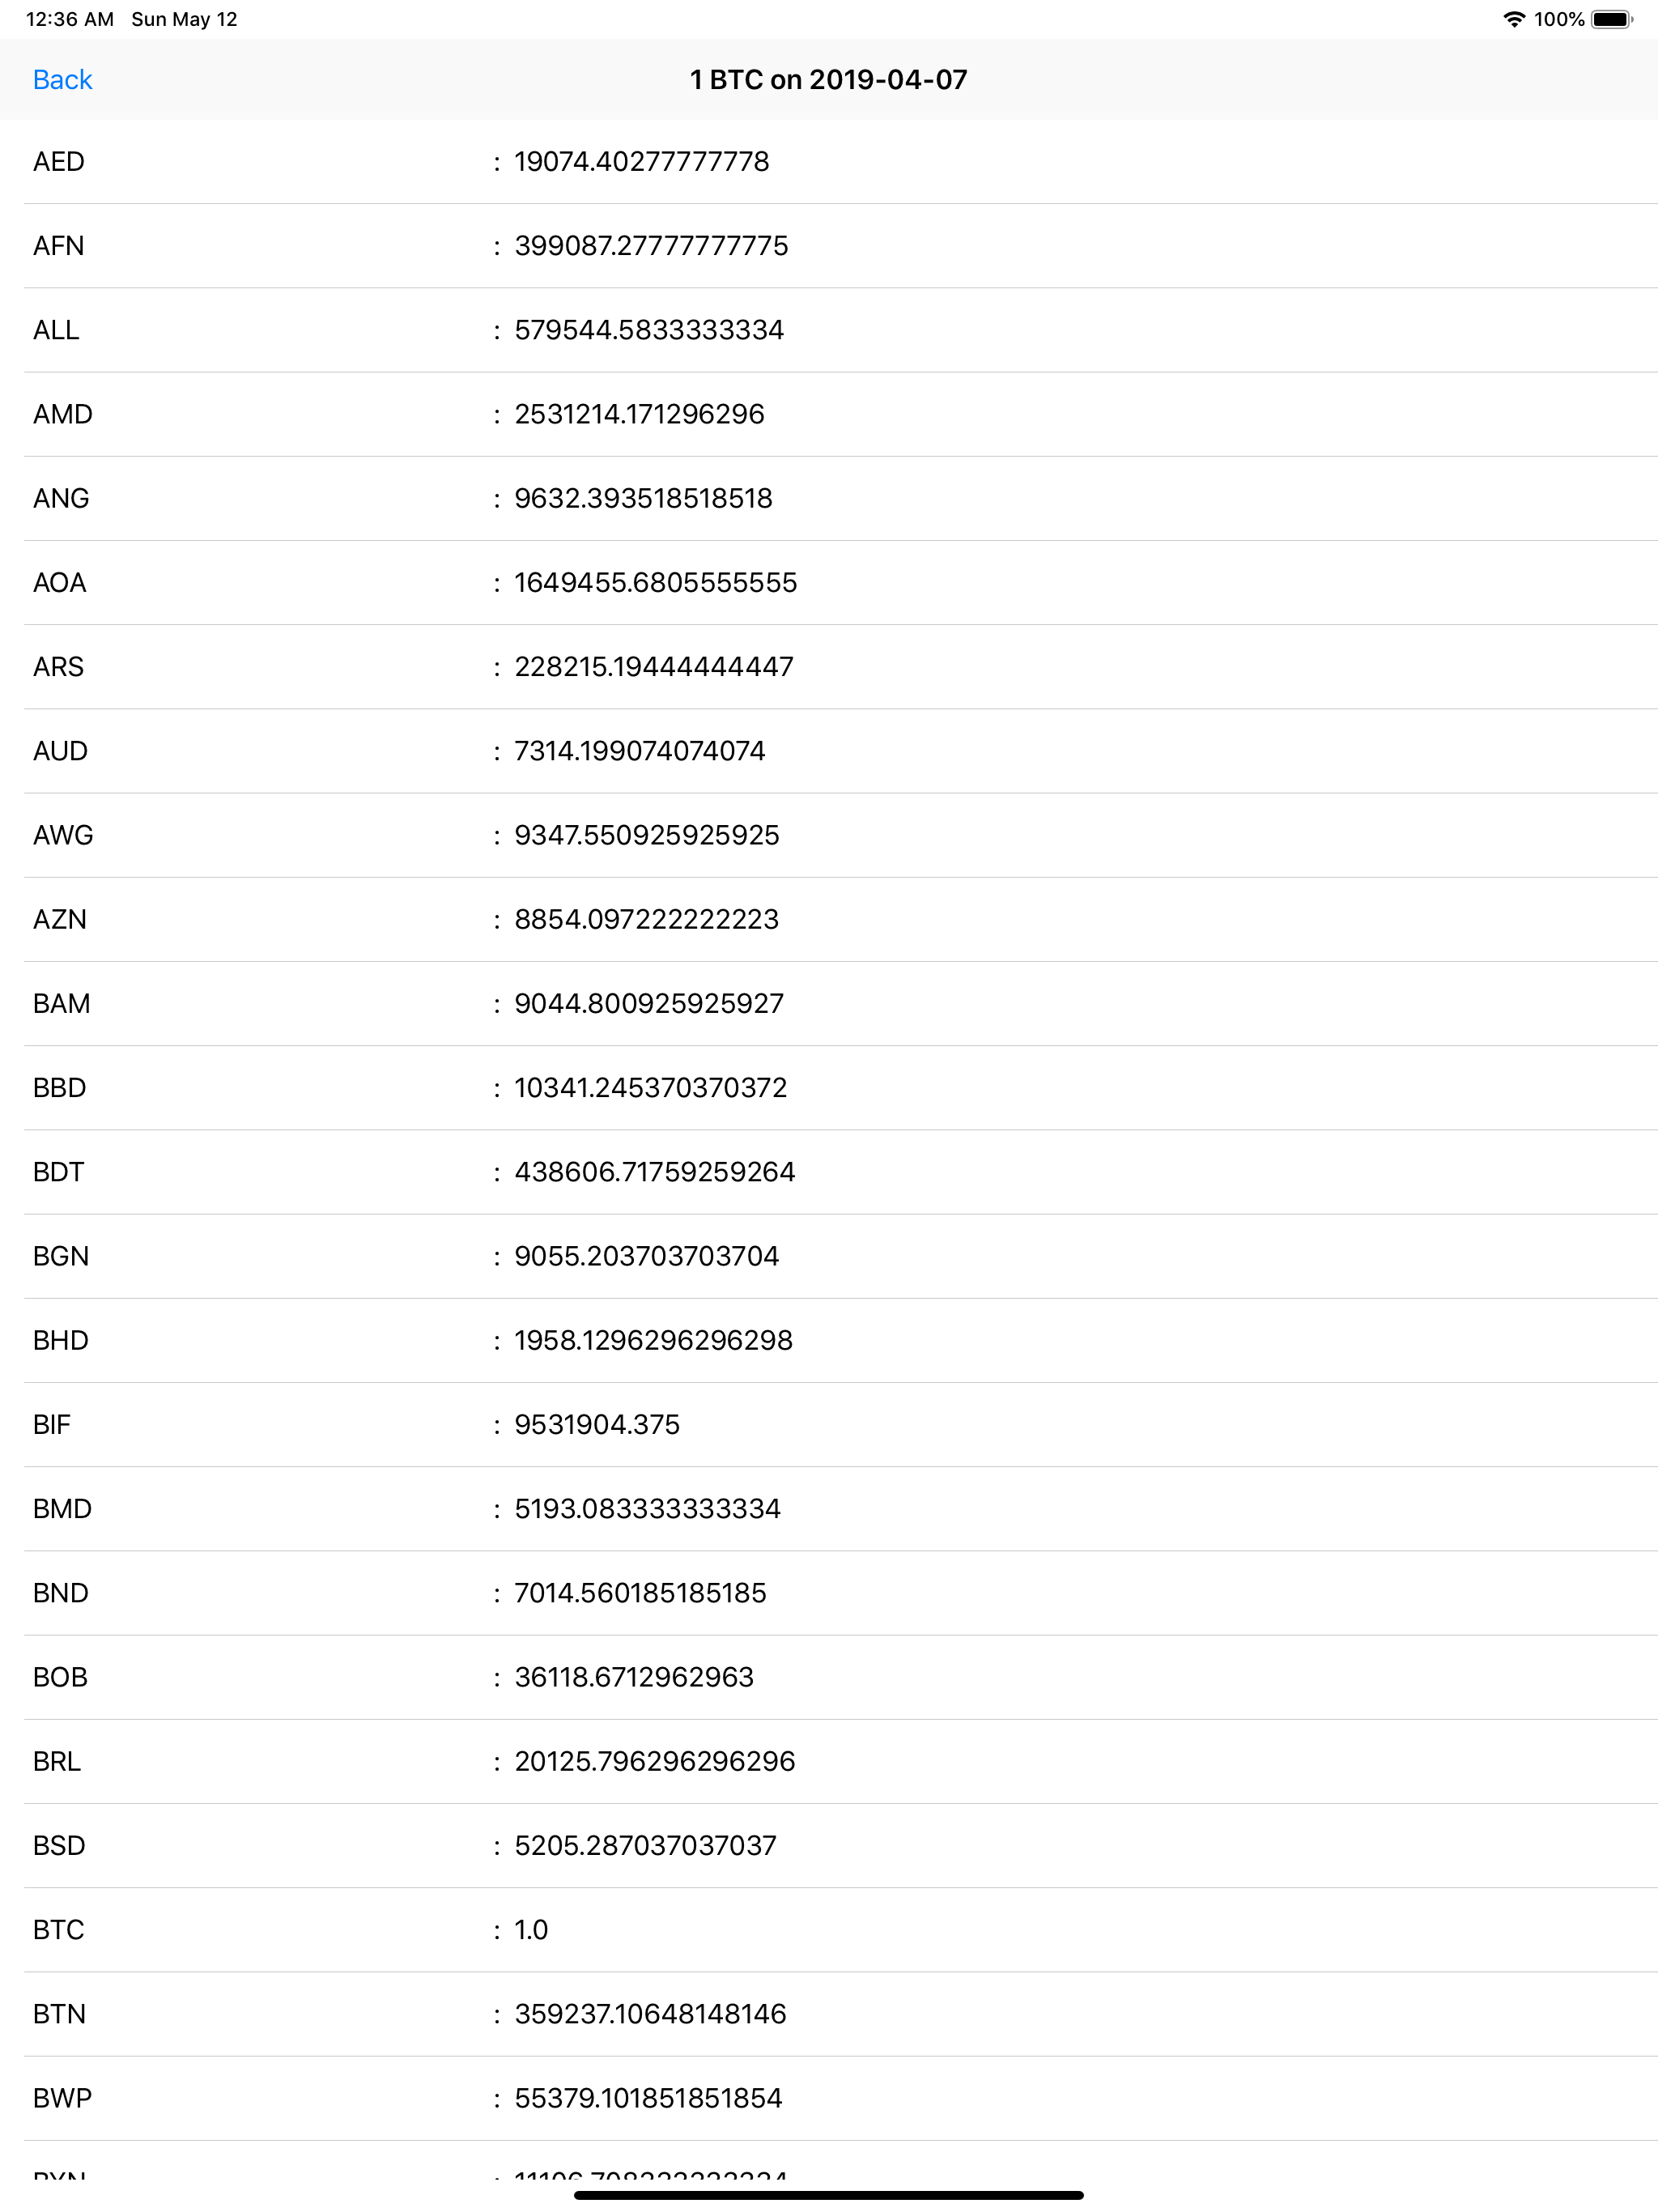 12:36 AM Sun May 12 100%
Back 1 BTC on 2019-04-07
AED : 19074.40277777778
AFN : 399087.27777777775
ALL : 579544.5833333334
AMD : 2531214.171296296
ANG : 9632.393518518518
AOA : 1649455.6805555555
ARS : 228215.19444444447
AUD : 7314.199074074074
AWG : 9347.550925925925
AZN : 8854.097222222223
BAM : 9044.800925925927
BBD : 10341.245370370372
BDT : 438606.71759259264
BGN : 9055.203703703704
BHD : 1958.1296296296298
BIF : 9531904.375
BMD : 5193.083333333334
BND : 7014.560185185185
BOB : 36118.6712962963
BRL : 20125.796296296296
BSD : 5205.287037037037
BTC : 1.0
BTN : 359237.10648148146
BWP : 55379.101851851854